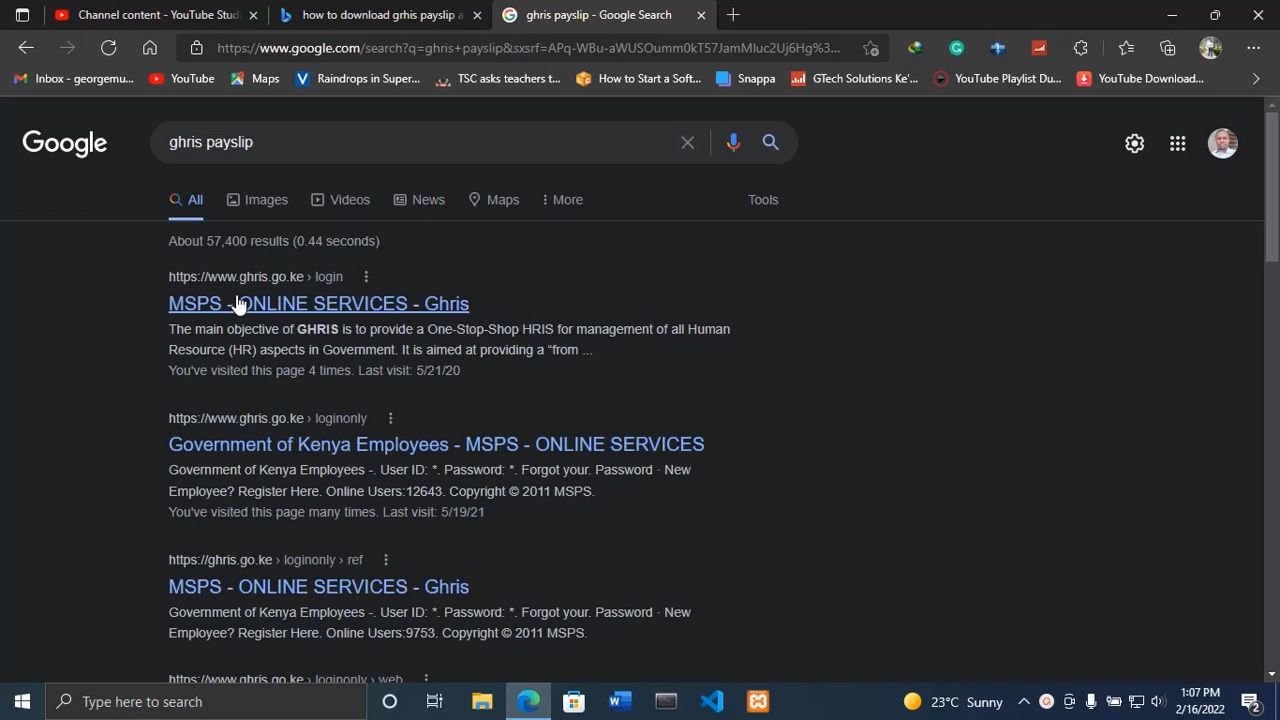 Channel content - YouTube Stud
how to download grhis payslip a
ghris payslip - Google Search
https://www.google.com/search?q=ghris+payslip&sxsrf=APq-WBu-aWUSOumm0kT57JamMluc2Uj6Hg%3...
Inbox - georgemu...
YouTube
Maps
Raindrops in Super...
TSC asks teachers t...
How to Start a Soft...
Snappa
GTech Solutions Ke'...
YouTube Playlist Du...
YouTube Download...
Google
ghris payslip
All
Images
Videos
News
Maps
More
Tools
About 57,400 results (0.44 seconds)
https://www.ghris.go.ke › login
MSPS - ONLINE SERVICES - Ghris
The main objective of GHRIS is to provide a One-Stop-Shop HRIS for management of all Human
Resource (HR) aspects in Government. It is aimed at providing a “from ...
You've visited this page 4 times. Last visit: 5/21/20
https://www.ghris.go.ke › loginonly
Government of Kenya Employees - MSPS - ONLINE SERVICES
Government of Kenya Employees -. User ID: *. Password: *. Forgot your. Password · New
Employee? Register Here. Online Users:12643. Copyright © 2011 MSPS.
You've visited this page many times. Last visit: 5/19/21
https://ghris.go.ke › loginonly › ref
MSPS - ONLINE SERVICES - Ghris
Government of Kenya Employees -. User ID: *. Password: *. Forgot your. Password · New
Employee? Register Here. Online Users:9753. Copyright © 2011 MSPS.
https://www.ghris.go.ke › loginonly › web
Type here to search
23°C Sunny
1:07 PM
2/16/2022
2